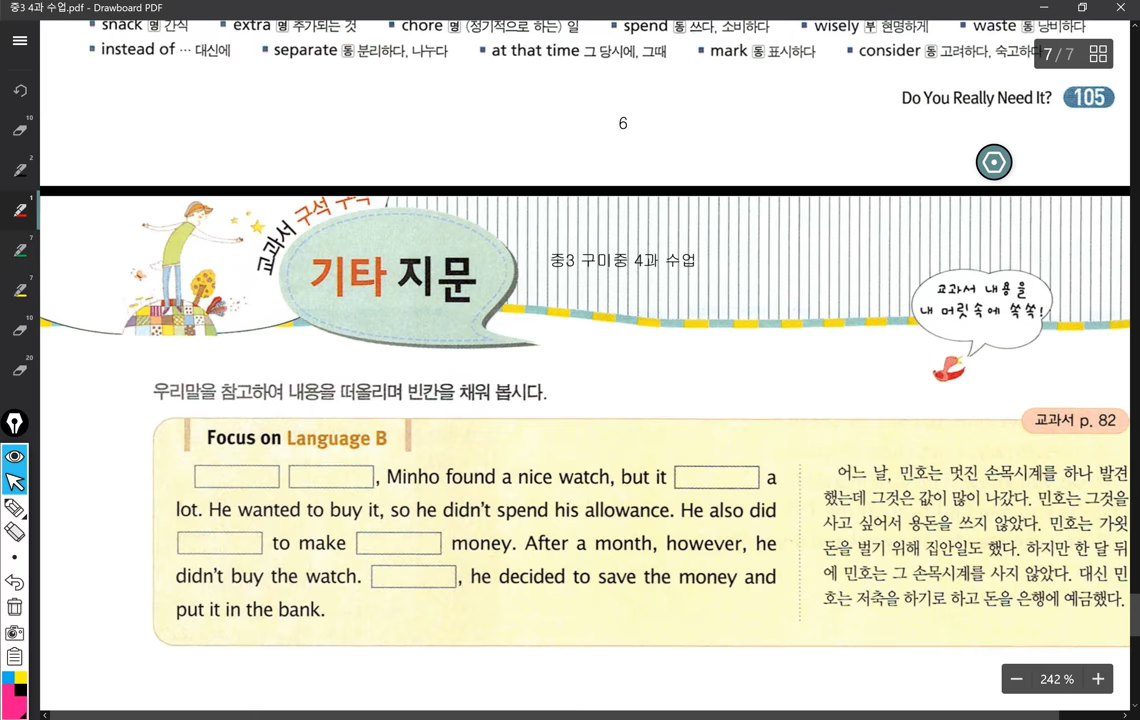 중3 4과 수업.pdf - Drawboard PDF
snack 명 간식 ▪ extra 명 추가되는 것 ▪ chore 명 (정기적으로 하는) 일 ▪ spend 동 쓰다, 소비하다 ▪ wisely 부 현명하게 ▪ waste 동 낭비하다
▪ instead of … 대신에 ▪ separate 동 분리하다, 나누다 ▪ at that time 그 당시에, 그때 ▪ mark 동 표시하다 ▪ consider 동 고려하다, 숙고하다
7 / 7
Do You Really Need It? 105
6
교과서 구석 구석
기타 지문
중3 구미중 4과 수업
교과서 내용을
내 머릿속에 쏙쏙!
우리말을 참고하여 내용을 떠올리며 빈칸을 채워 봅시다.
교과서 p. 82
Focus on Language B
, Minho found a nice watch, but it a
lot. He wanted to buy it, so he didn't spend his allowance. He also did
to make money. After a month, however, he
didn't buy the watch. , he decided to save the money and
put it in the bank.
어느 날, 민호는 멋진 손목시계를 하나 발견
했는데 그것은 값이 많이 나갔다. 민호는 그것을
사고 싶어서 용돈을 쓰지 않았다. 민호는 가욋
돈을 벌기 위해 집안일도 했다. 하지만 한 달 뒤
에 민호는 그 손목시계를 사지 않았다. 대신 민
호는 저축을 하기로 하고 돈을 은행에 예금했다.
242 %
10
2
1
7
7
10
20